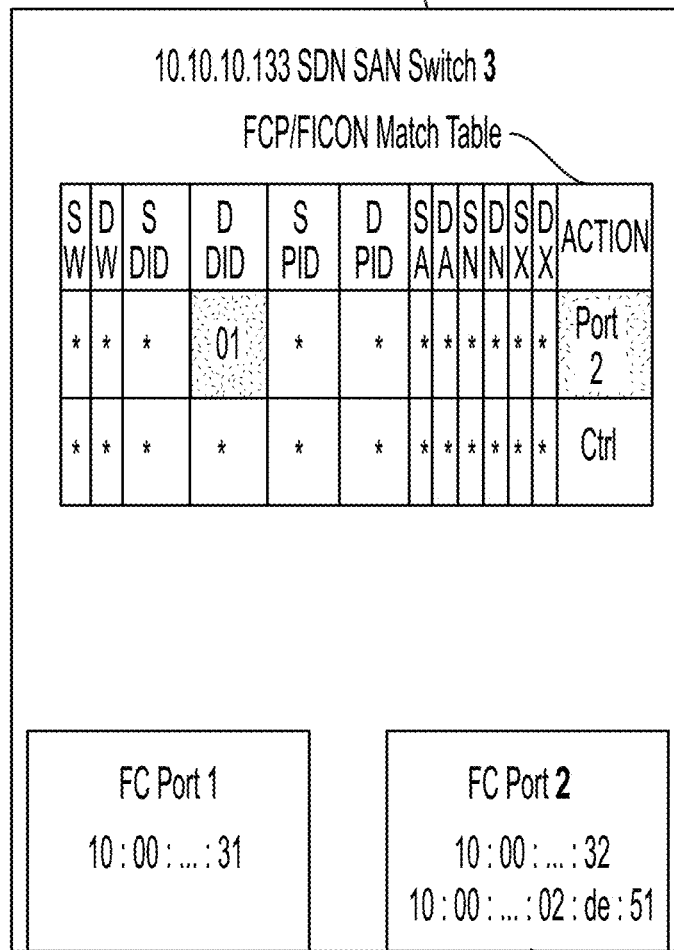 10.10.10.133 SDN SAN Switch 3
FCP/FICON Match Table
S W D W S DID D DID S PID D PID S A D A S N D N S X D X ACTION
* * * 01 * * * * * * * * Port 2
* * * * * * * * * * * * Ctrl
FC Port 1
10 : 00 : ... : 31
FC Port 2
10 : 00 : ... : 32
10 : 00 : ... : 02 : de : 51